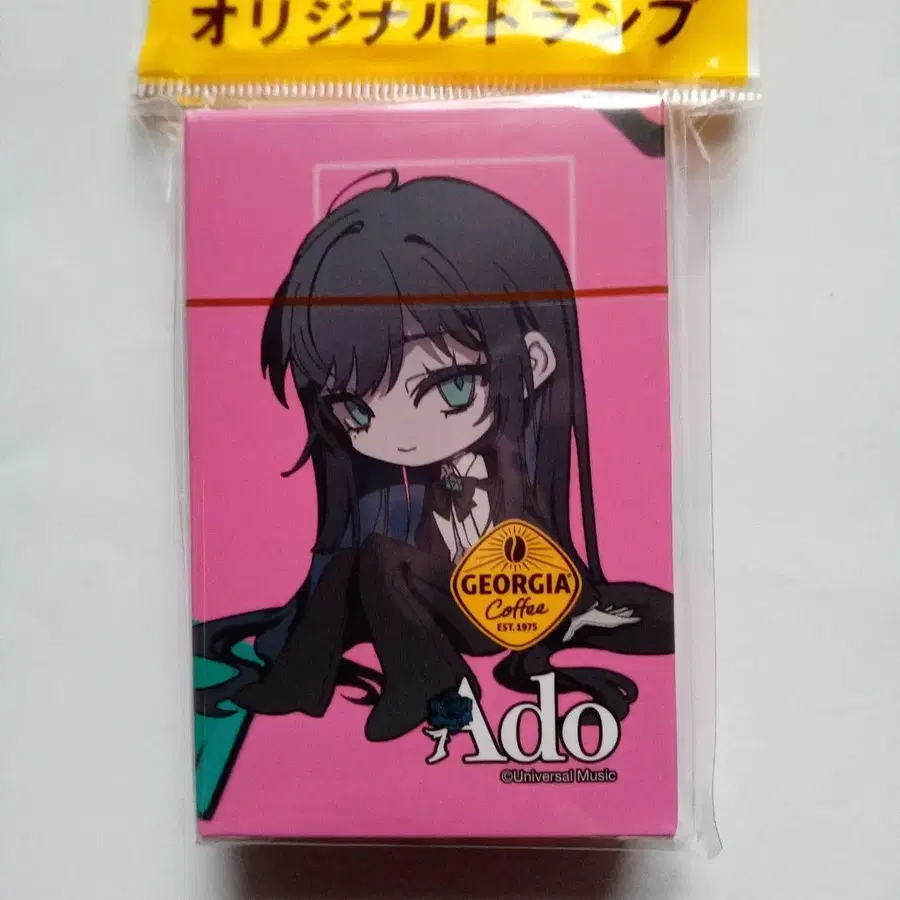 オリジナルトランプ
GEORGIA
Coffee
EST. 1975
Ado
©Universal Music